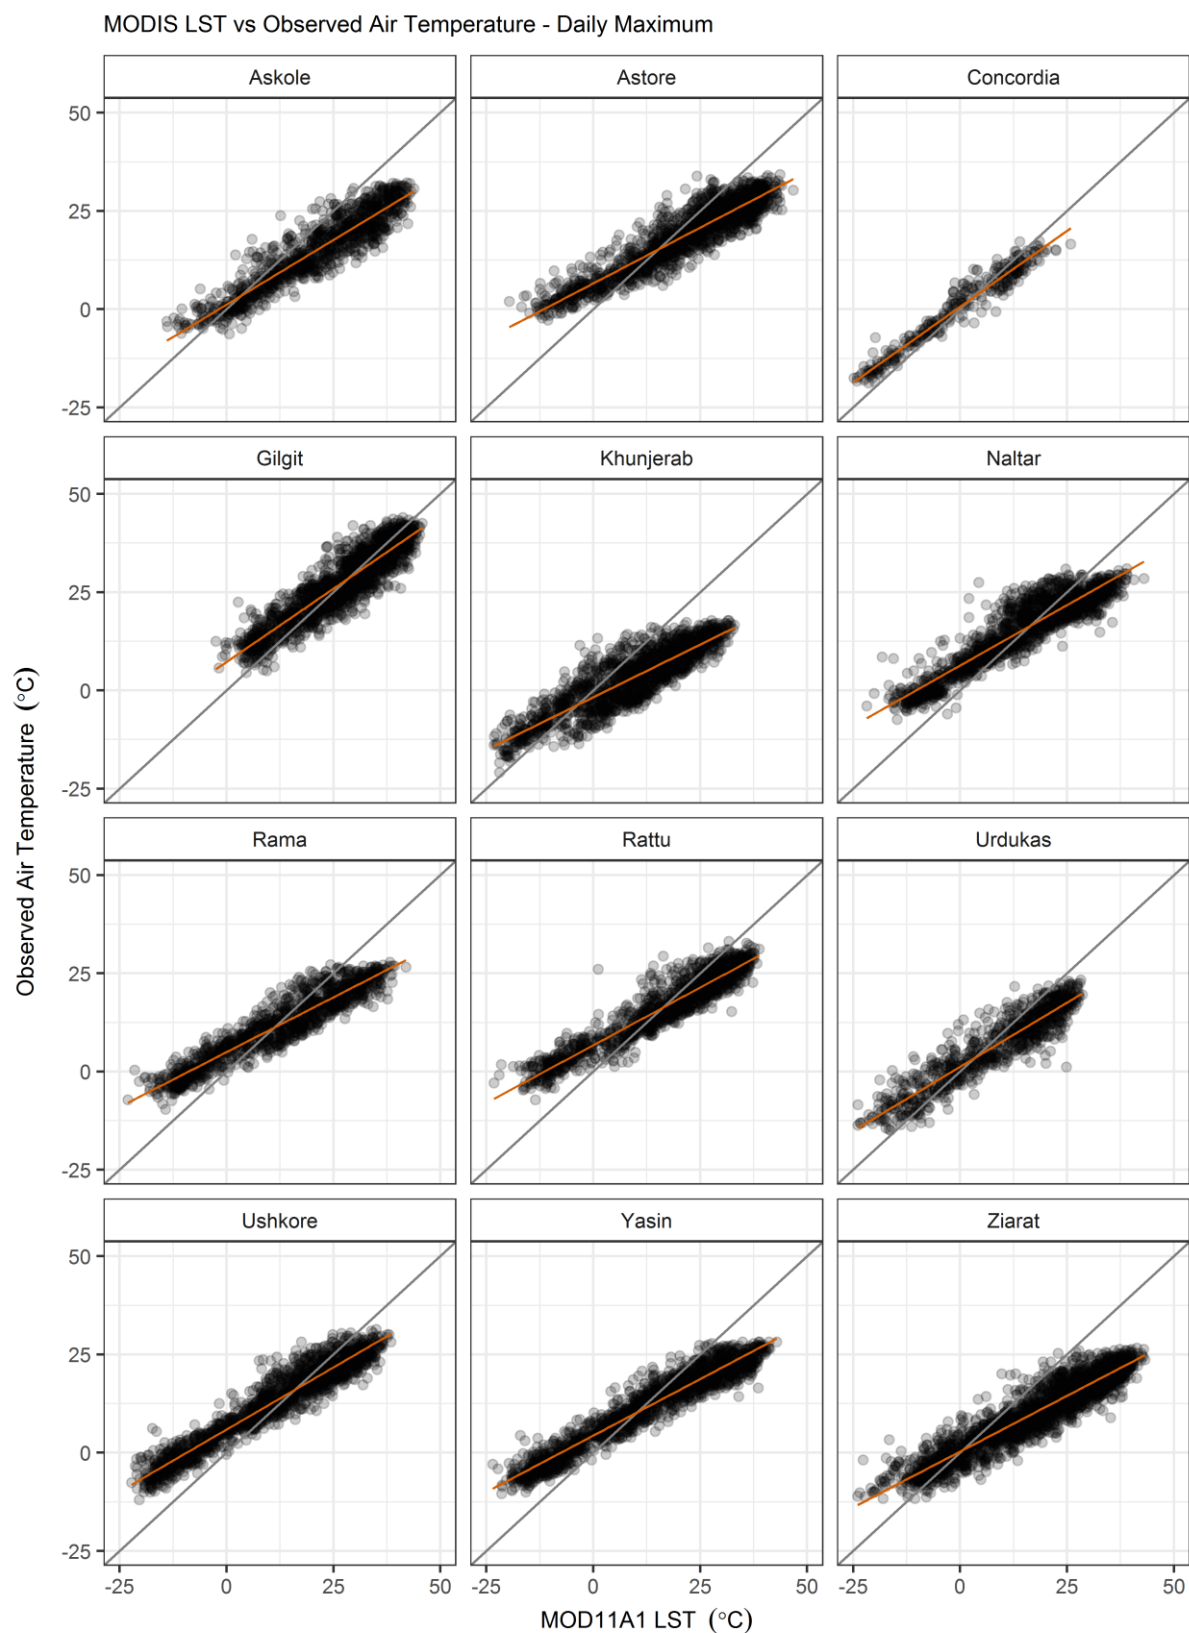 MODIS LST vs Observed Air Temperature - Daily Maximum
Askole Astore Concordia
50
25
0
-25
Gilgit Khunjerab Naltar
50
25
0
-25
Rama Rattu Urdukas
50
25
0
-25
Ushkore Yasin Ziarat
50
25
0
-25
-25 0 25 50 -25 0 25 50 -25 0 25 50
MOD11A1 LST (°C)
Observed Air Temperature (°C)